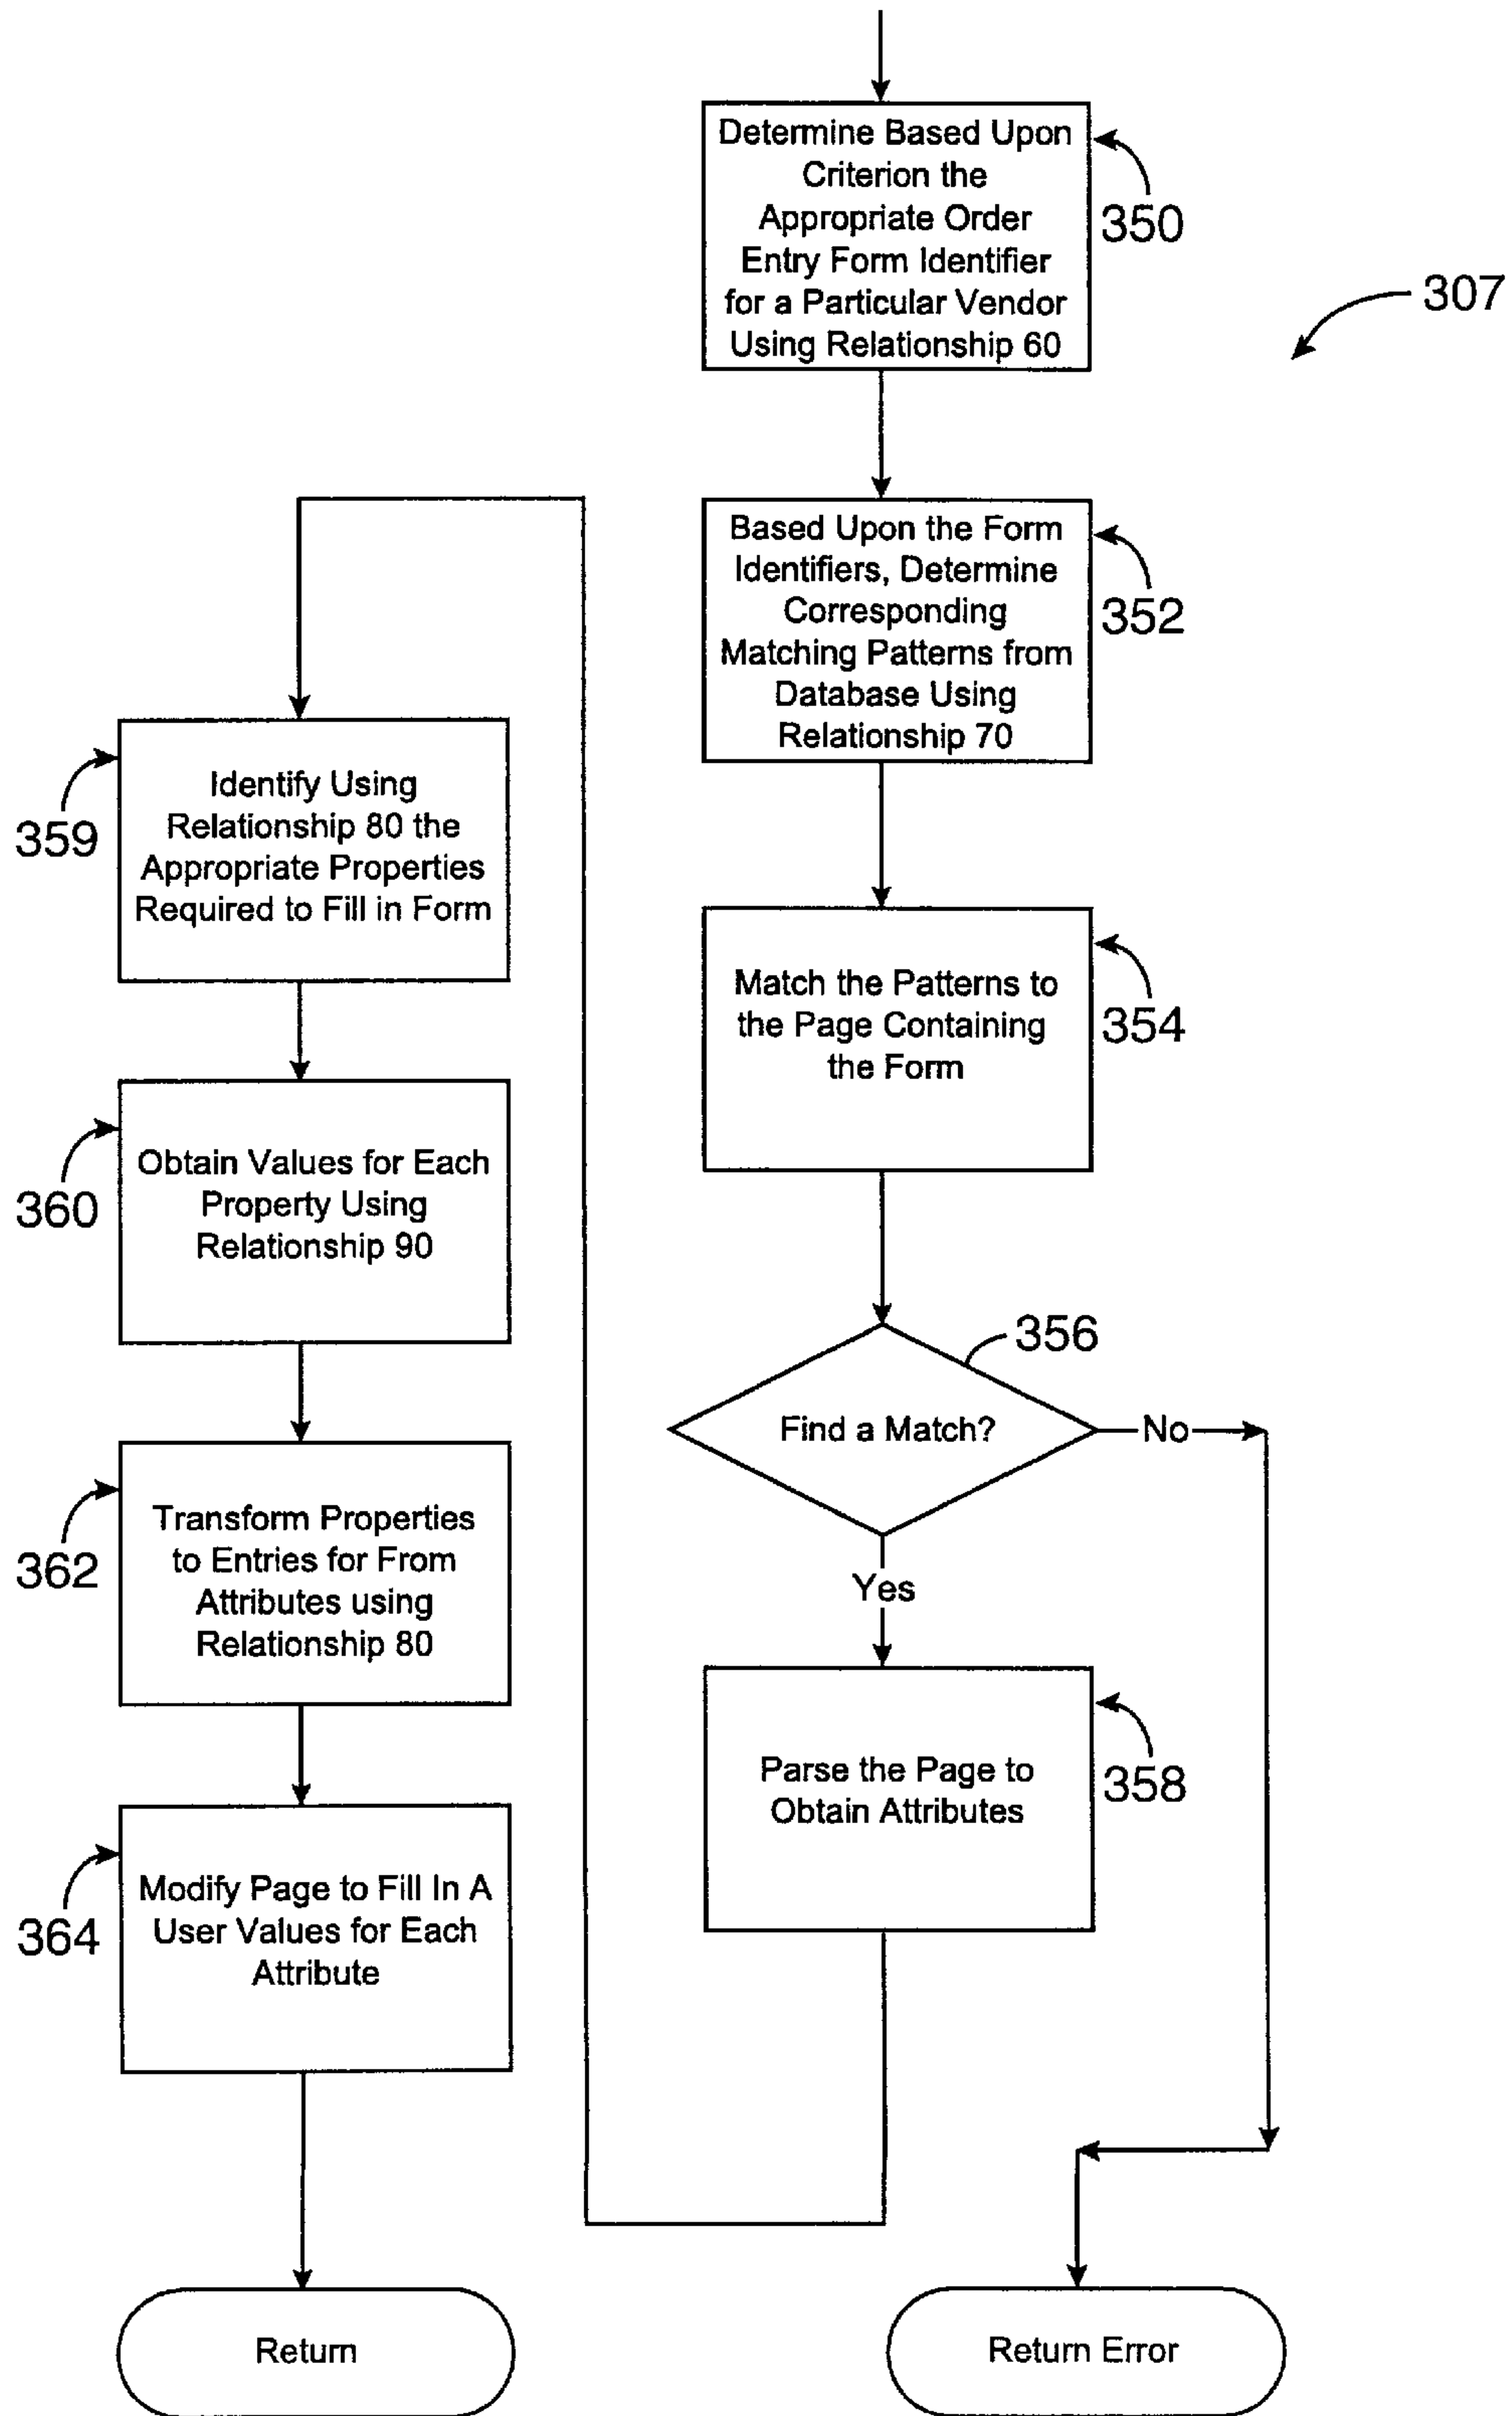 Determine Based Upon
Criterion the
Appropriate Order
Entry Form Identifier
for a Particular Vendor
Using Relationship 60
350
307
Based Upon the Form
Identifiers, Determine
Corresponding
Matching Patterns from
Database Using
Relationship 70
352
Match the Patterns to
the Page Containing
the Form
354
Find a Match?
356
No
Yes
Parse the Page to
Obtain Attributes
358
Identify Using
Relationship 80 the
Appropriate Properties
Required to Fill in Form
359
Obtain Values for Each
Property Using
Relationship 90
360
Transform Properties
to Entries for From
Attributes using
Relationship 80
362
Modify Page to Fill In A
User Values for Each
Attribute
364
Return
Return Error